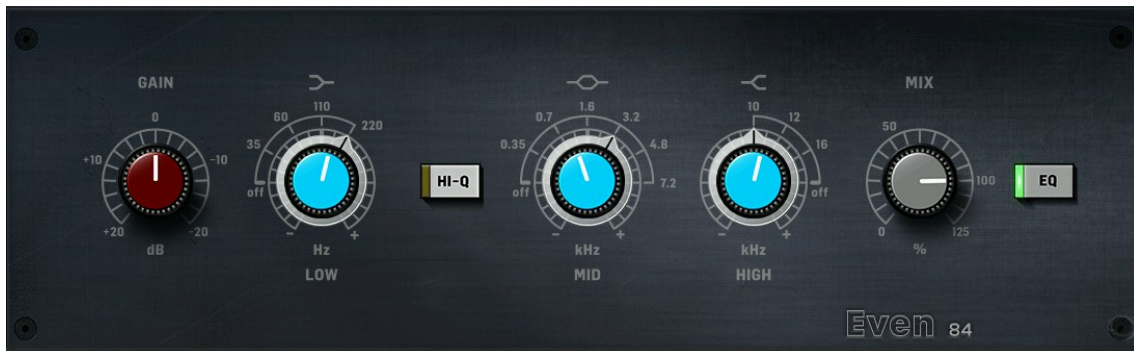 GAIN
0
+10
-10
+20
-20
dB
110
60
220
35
off
-
+
Hz
LOW
HI-Q
1.6
0.7
3.2
0.35
4.8
off
7.2
-
+
kHz
MID
10
12
16
off
-
+
kHz
HIGH
MIX
50
100
0
125
%
EQ
Even 84